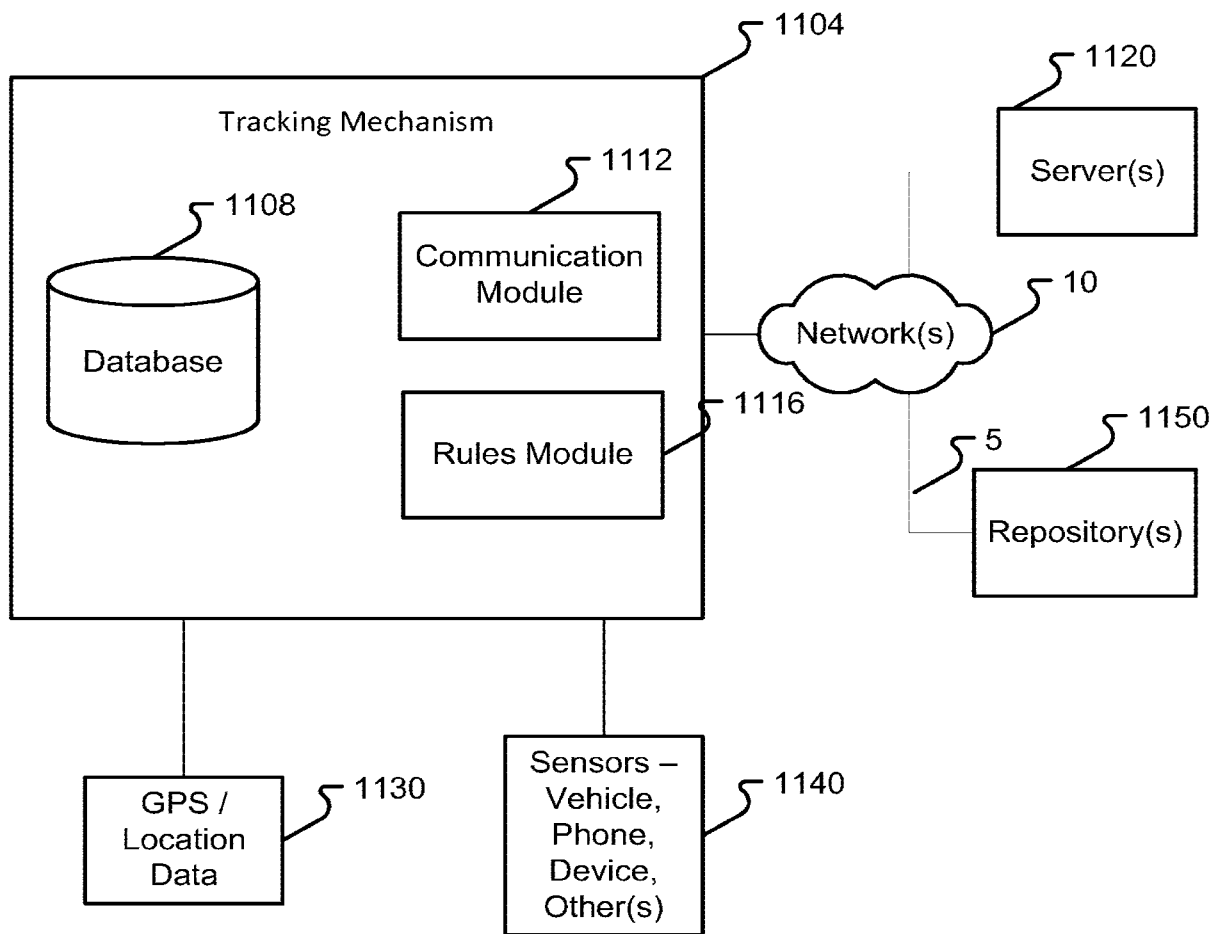 1104
1120
Tracking Mechanism
1112
Server(s)
1108
Communication
Module
10
Network(s)
Database
1116
1150
5
Rules Module
Repository(s)
1130
GPS /
Location
Data
Sensors –
Vehicle,
Phone,
Device,
Other(s)
1140